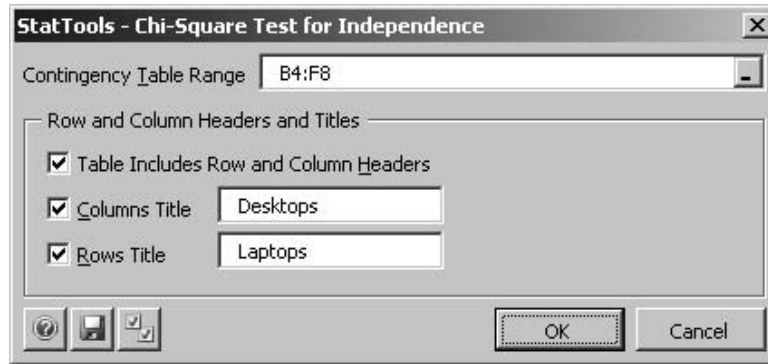 StatTools - Chi-Square Test for Independence
Contingency Table Range B4:F8
Row and Column Headers and Titles
Table Includes Row and Column Headers
Columns Title Desktops
Rows Title Laptops
OK Cancel